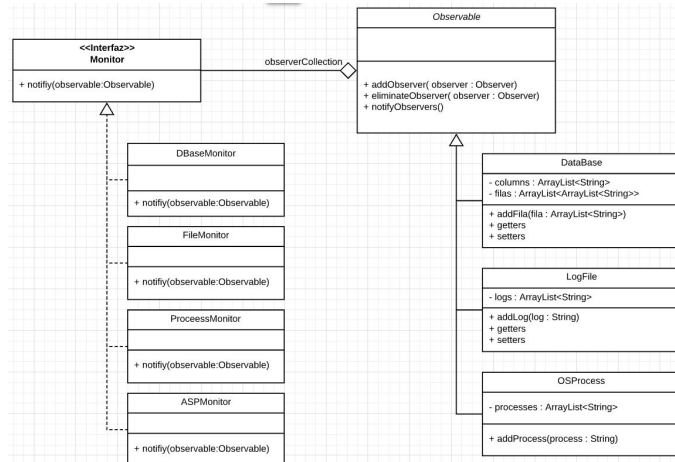 <<Interfaz>>
Monitor
+ notifiy(observable:Observable)
observerCollection
Observable
+ addObserver( observer : Observer)
+ eliminateObserver( observer : Observer)
+ notifyObservers()
DBaseMonitor
+ notifiy(observable:Observable)
FileMonitor
+ notifiy(observable:Observable)
ProceessMonitor
+ notifiy(observable:Observable)
ASPMonitor
+ notifiy(observable:Observable)
DataBase
- columns : ArrayList<String>
- filas : ArrayList<ArrayList<String>>
+ addFila(fila : ArrayList<String>)
+ getters
+ setters
LogFile
- logs : ArrayList<String>
+ addLog(log : String)
+ getters
+ setters
OSProcess
- processes : ArrayList<String>
+ addProcess(process : String)